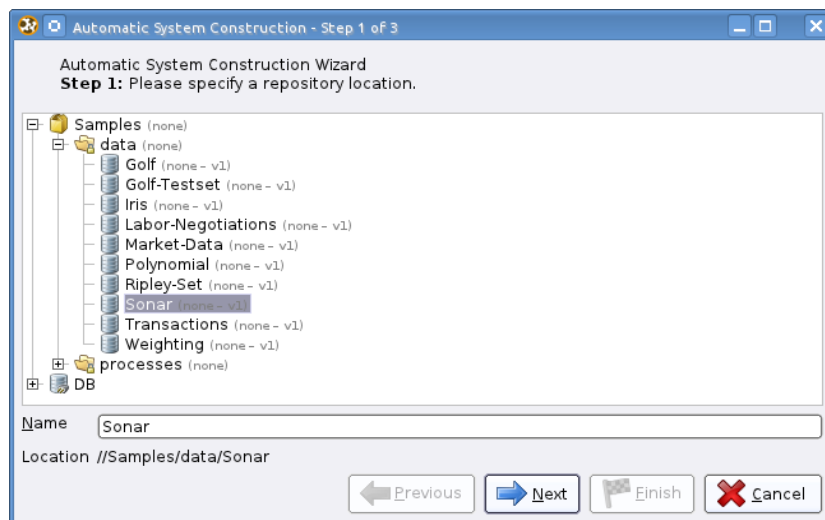 Automatic System Construction - Step 1 of 3
Automatic System Construction Wizard
Step 1: Please specify a repository location.
Samples (none)
data (none)
Golf (none – v1)
Golf-Testset (none – v1)
Iris (none – v1)
Labor-Negotiations (none – v1)
Market-Data (none – v1)
Polynomial (none – v1)
Ripley-Set (none – v1)
Sonar (none – v1)
Transactions (none – v1)
Weighting (none – v1)
processes (none)
DB
Name Sonar
Location //Samples/data/Sonar
Previous Next Finish Cancel